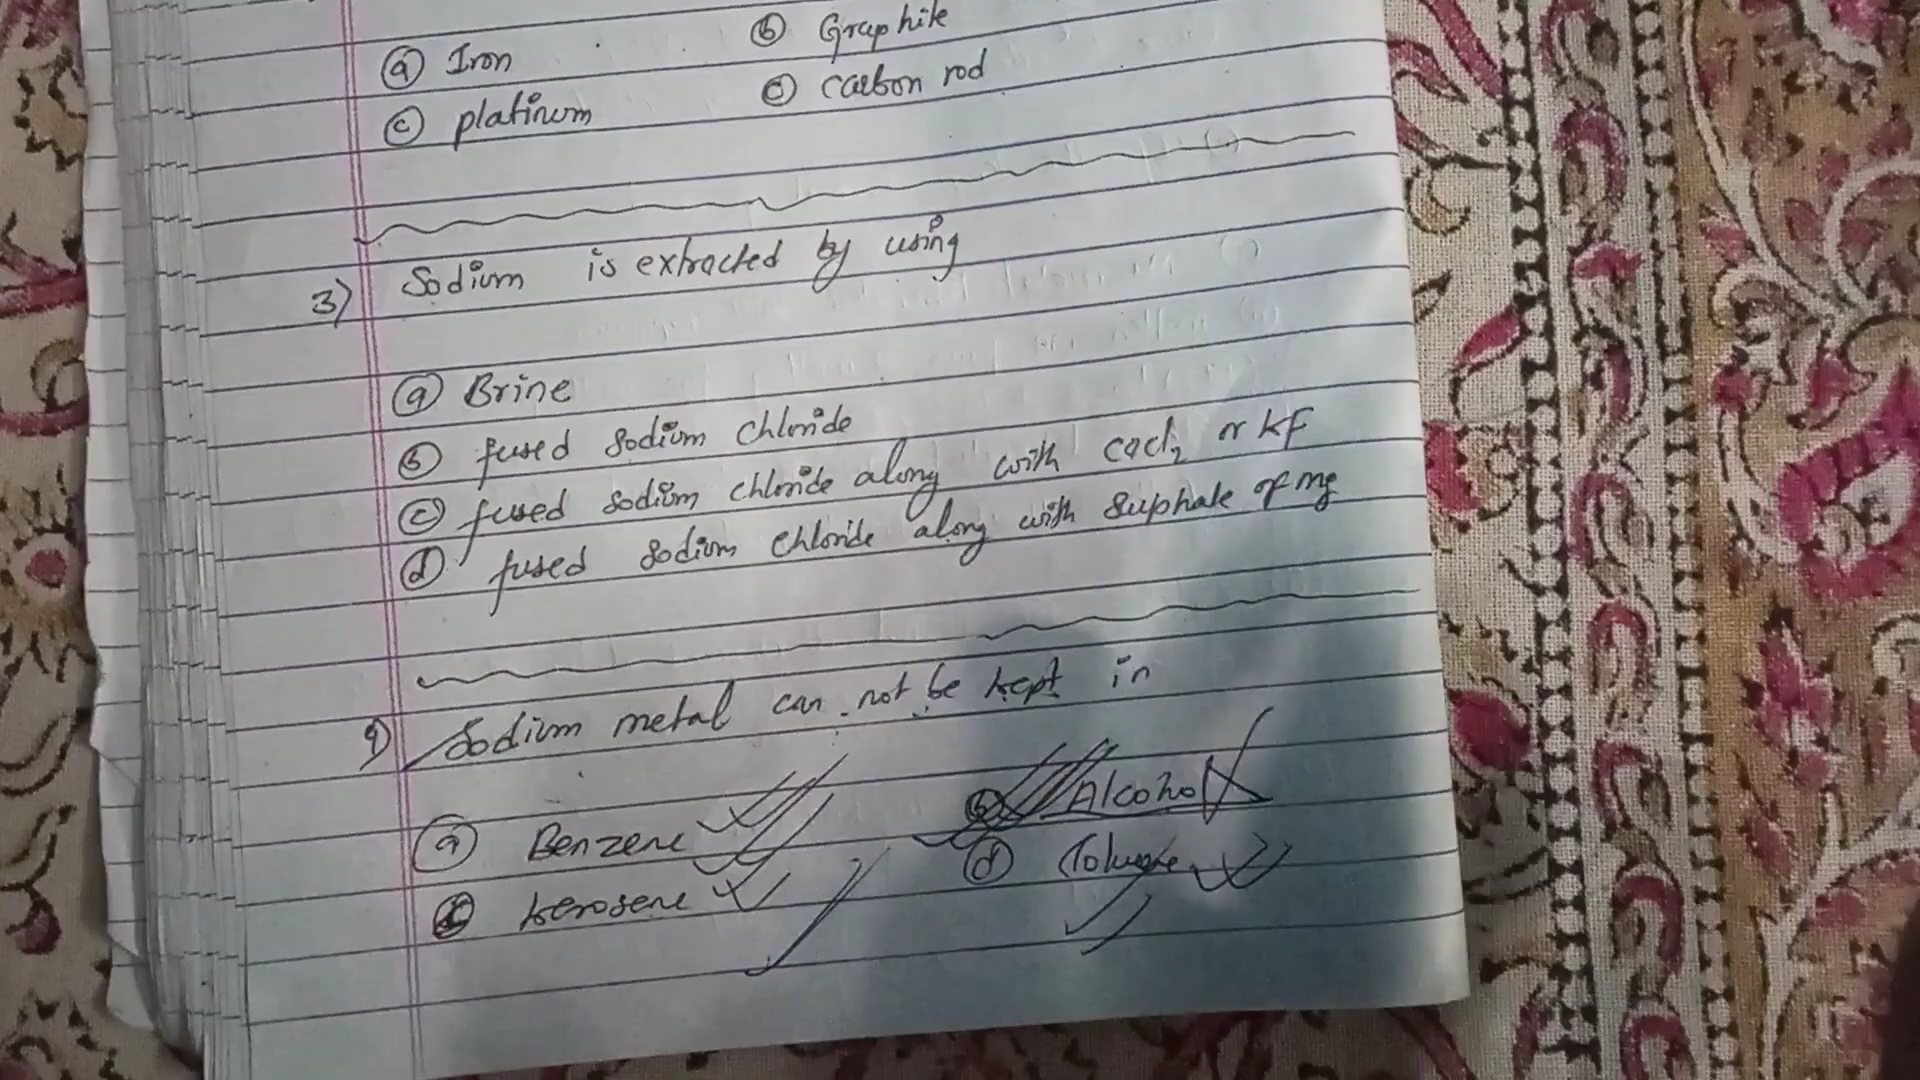 (a) Iron (b) Graphite
(c) platinum (d) carbon rod
3) Sodium is extracted by using
(a) Brine
(b) fused sodium chloride
(c) fused sodium chloride along with cacl2 or kF
(d) fused sodium chloride along with Suphate of mg
Sodium metal can not be kept in
(a) Benzene (b) Alcohol
(c) kerosene (d) Toluene